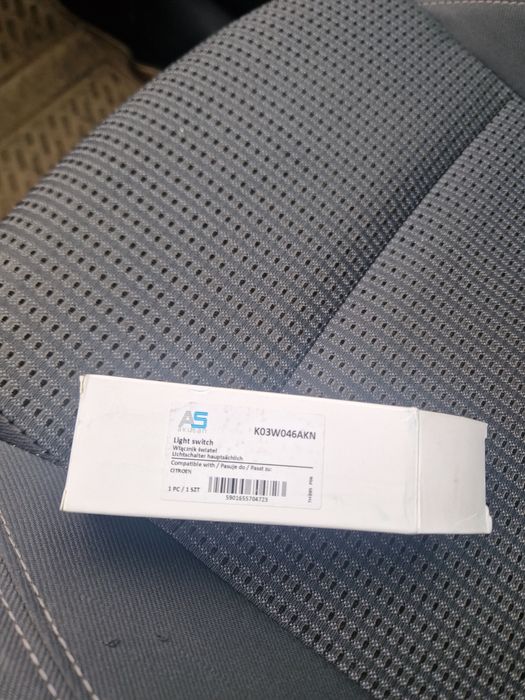 AS
akusan
K03W046AKN
Light switch
Włącznik świateł
Lichtschalter hauptsächlich
Compatible with / Pasuje do / Passt zu:
CITROEN
1 PC / 1 SZT
5901655704723